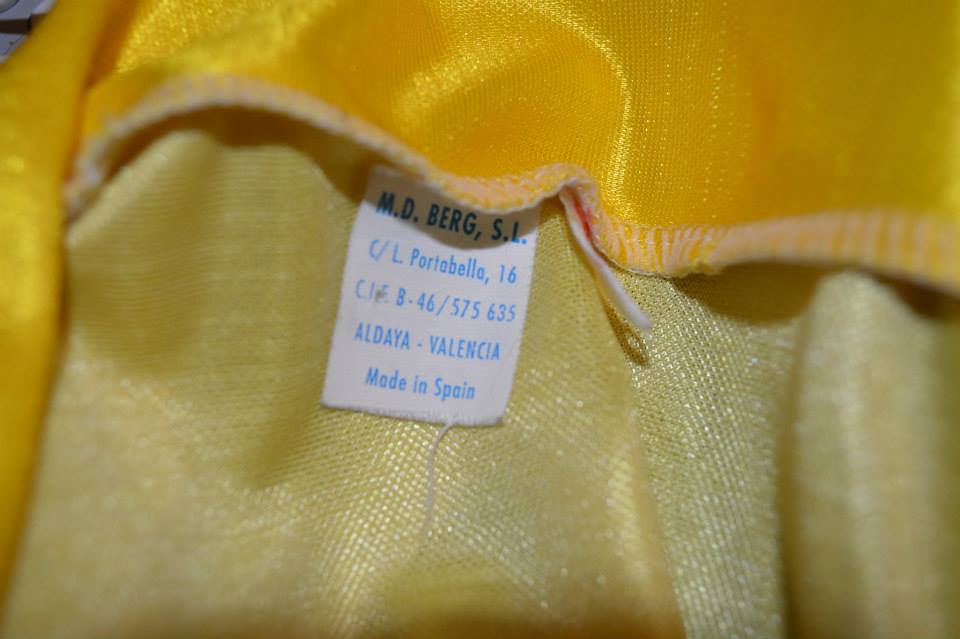 M.D. BERG, S.L.
C/ L. Portabella, 16
C.I.F. B-46/575 635
ALDAYA - VALENCIA
Made in Spain